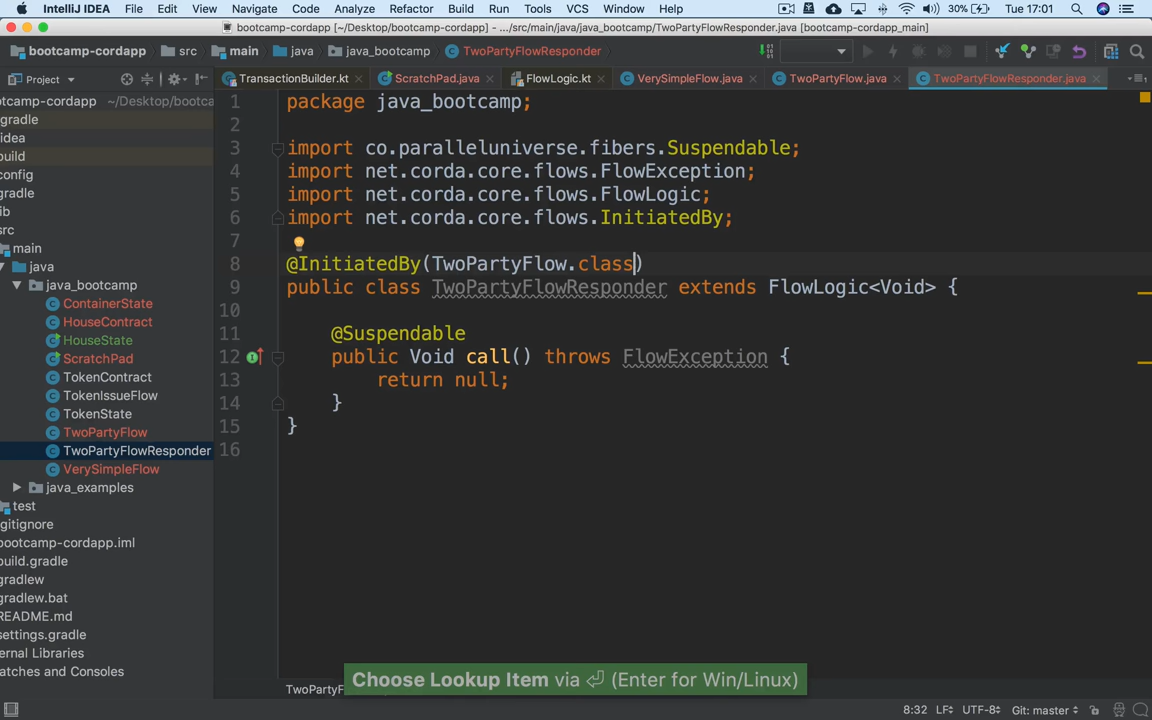 IntelliJ IDEA File Edit View Navigate Code Analyze Refactor Build Run Tools VCS Window Help 30% Tue 17:01
bootcamp-cordapp [~/Desktop/bootcamp-cordapp] - .../src/main/java/java_bootcamp/TwoPartyFlowResponder.java [bootcamp-cordapp_main]
bootcamp-cordapp src main java java_bootcamp TwoPartyFlowResponder
Project TransactionBuilder.kt ScratchPad.java FlowLogic.kt VerySimpleFlow.java TwoPartyFlow.java TwoPartyFlowResponder.java
otcamp-cordapp ~/Desktop/bootca
gradle
idea
build
config
gradle
ib
src
main
java
java_bootcamp
ContainerState
HouseContract
HouseState
ScratchPad
TokenContract
TokenIssueFlow
TokenState
TwoPartyFlow
TwoPartyFlowResponder
VerySimpleFlow
java_examples
test
gitignore
bootcamp-cordapp.iml
build.gradle
gradlew
gradlew.bat
README.md
settings.gradle
ernal Libraries
ratches and Consoles
1 package java_bootcamp;
2
3 import co.paralleluniverse.fibers.Suspendable;
4 import net.corda.core.flows.FlowException;
5 import net.corda.core.flows.FlowLogic;
6 import net.corda.core.flows.InitiatedBy;
7
8 @InitiatedBy(TwoPartyFlow.class)
9 public class TwoPartyFlowResponder extends FlowLogic<Void> {
10
11 @Suspendable
12 public Void call() throws FlowException {
13 return null;
14 }
15 }
16
Choose Lookup Item via ⏎ (Enter for Win/Linux)
TwoPartyF
8:32 LF÷ UTF-8÷ Git: master÷